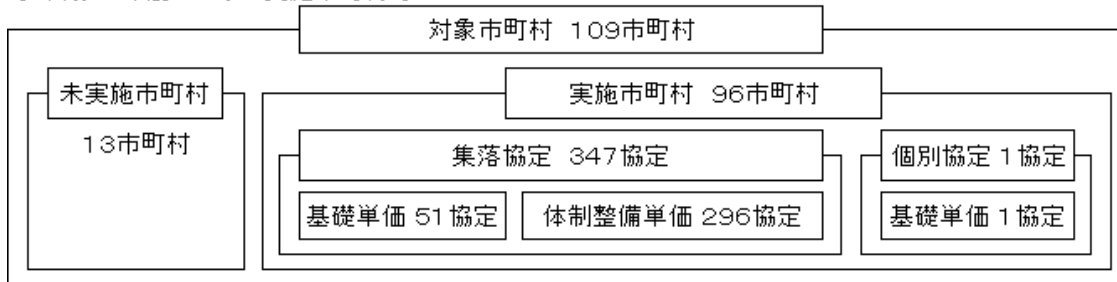 対象市町村 109市町村
未実施市町村
13市町村
実施市町村 96市町村
集落協定 347協定
基礎単価 51協定
体制整備単価 296協定
個別協定 1協定
基礎単価 1協定